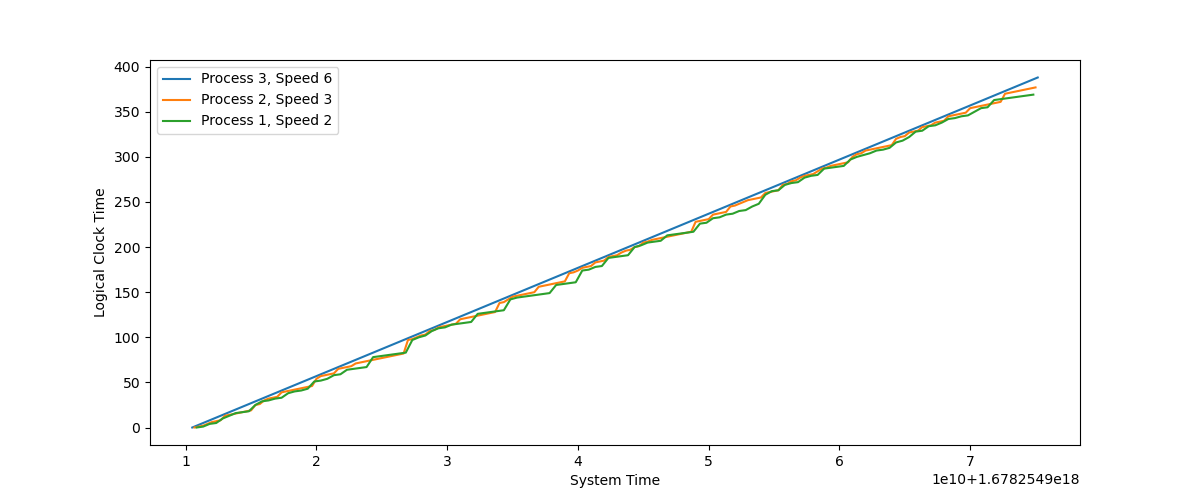 400
350
300
250
200
150
100
50
0
Logical Clock Time
Process 3, Speed 6
Process 2, Speed 3
Process 1, Speed 2
1 2 3 4 5 6 7
System Time
1e10+1.6782549e18